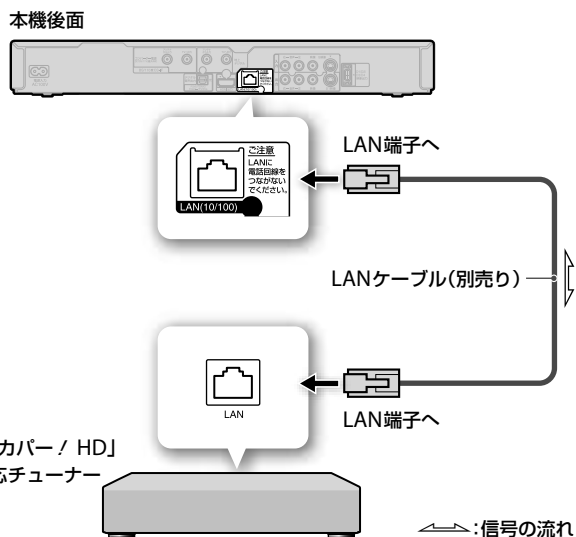 本機後面
ご注意
LANに
電話回線を
つながない
でください。
LAN(10/100)
LAN端子へ
LANケーブル（別売り）
LAN
LAN端子へ
カバー！HD」
チューナー
：信号の流れ